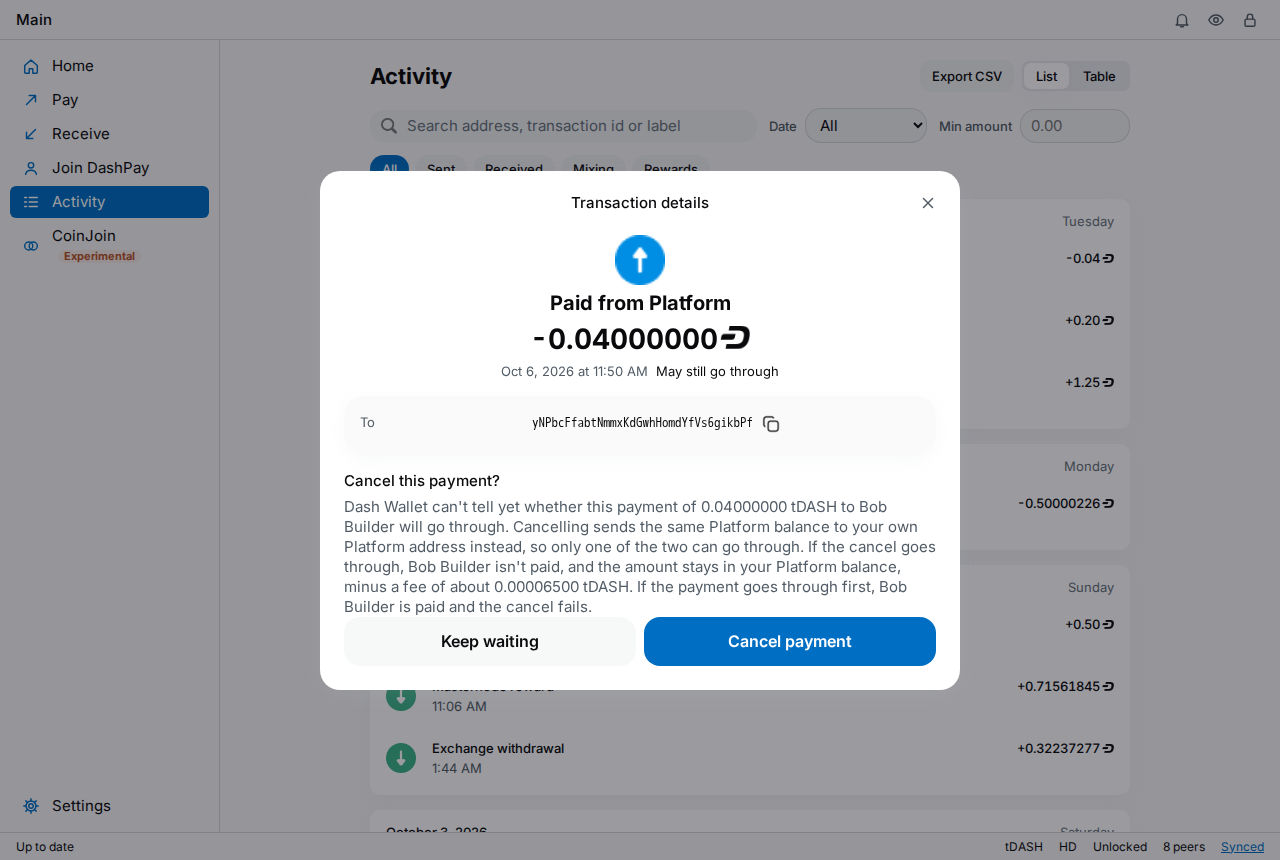 Main
Home
Pay
Receive
Join DashPay
Activity
CoinJoin
Experimental
Settings
Activity
Export CSV
List
Table
Search address, transaction id or label
Date
All
Min amount
0.00
All
Sent
Received
Mixing
Rewards
Tuesday
-0.04
+0.20
+1.25
Monday
-0.50000226
Sunday
+0.50
Transaction details
Paid from Platform
-0.04000000
Oct 6, 2026 at 11:50 AM May still go through
To yNPbcFfabtNmmxKdGwhHomdYfVs6gikbPf
Cancel this payment?
Dash Wallet can't tell yet whether this payment of 0.04000000 tDASH to Bob
Builder will go through. Cancelling sends the same Platform balance to your own
Platform address instead, so only one of the two can go through. If the cancel goes
through, Bob Builder isn't paid, and the amount stays in your Platform balance,
minus a fee of about 0.00006500 tDASH. If the payment goes through first, Bob
Builder is paid and the cancel fails.
Keep waiting
Cancel payment
+0.71561845
11:06 AM
Exchange withdrawal
+0.32237277
1:44 AM
October 3, 2026
Saturday
Up to date
tDASH
HD
Unlocked
8 peers
Synced